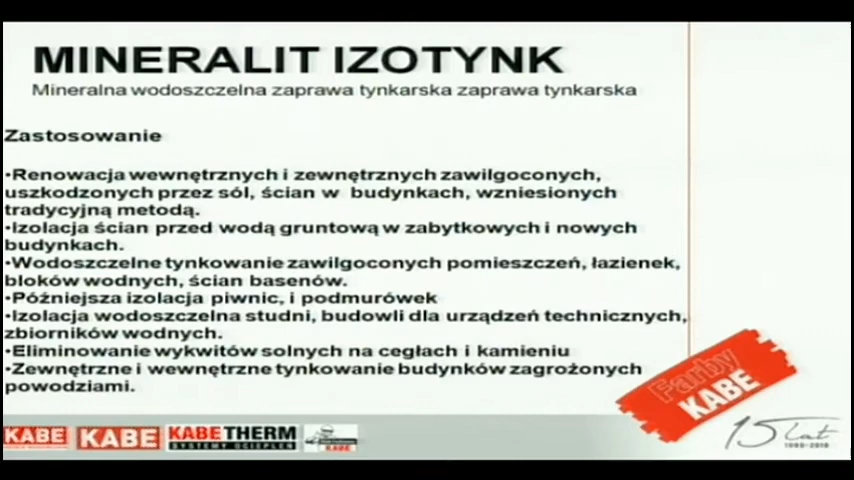 MINERALIT IZOTYNK
Mineralna wodoszczelna zaprawa tynkarska zaprawa tynkarska
Zastosowanie
•Renowacja wewnętrznych i zewnętrznych zawilgoconych,
uszkodzonych przez sól, ścian w budynkach, wzniesionych
tradycyjną metodą.
•Izolacja ścian przed wodą gruntową w zabytkowych i nowych
budynkach.
•Wodoszczelne tynkowanie zawilgoconych pomieszczeń, łazienek,
bloków wodnych, ścian basenów.
•Późniejsza izolacja piwnic, i podmurówek
•Izolacja wodoszczelna studni, budowli dla urządzeń technicznych,
zbiorników wodnych.
•Eliminowanie wykwitów solnych na cegłach i kamieniu
•Zewnętrzne i wewnętrzne tynkowanie budynków zagrożonych
powodziami.
Farby
KABE
KABE
KABE
KABE THERM
SYSTEMY OCIEPLEŃ
KABE
15 lat